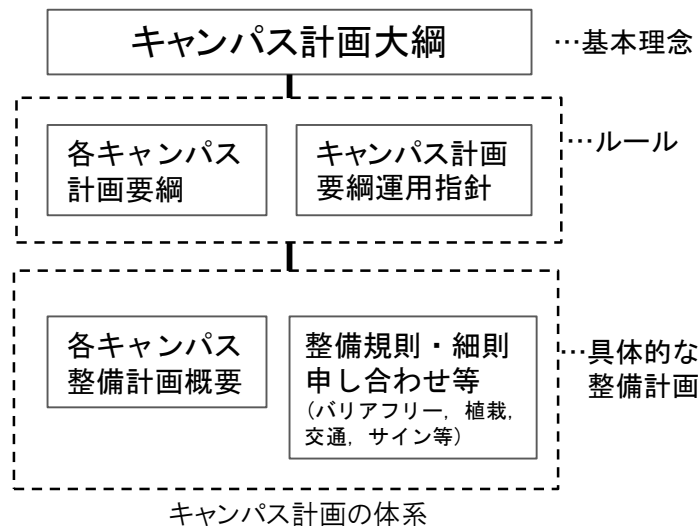 キャンパス計画大綱
…基本理念
…ルール
各キャンパス
計画要綱
キャンパス計画
要綱運用指針
各キャンパス
整備計画概要
整備規則・細則
申し合わせ等
(バリアフリー, 植栽,
交通, サイン等)
…具体的な
整備計画
キャンパス計画の体系